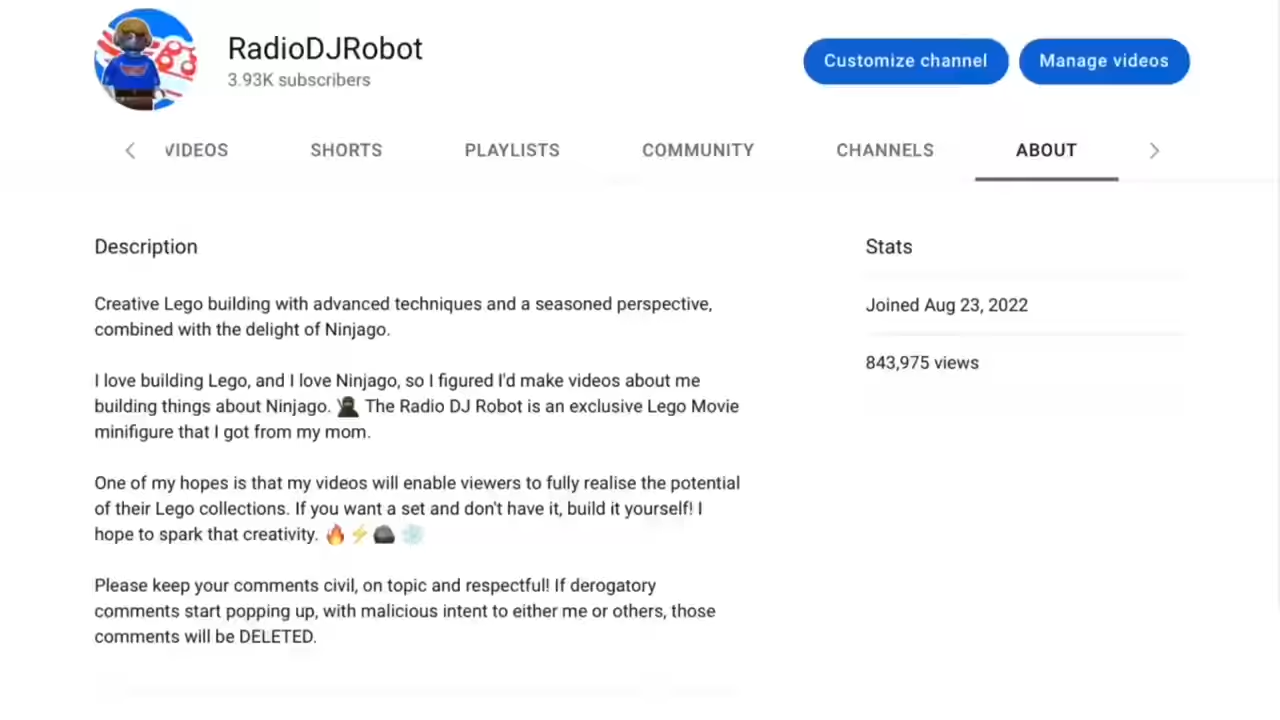 RadioDJRobot
3.93K subscribers
Customize channel
Manage videos
VIDEOS
SHORTS
PLAYLISTS
COMMUNITY
CHANNELS
ABOUT
Description
Creative Lego building with advanced techniques and a seasoned perspective,
combined with the delight of Ninjago.
I love building Lego, and I love Ninjago, so I figured I'd make videos about me
building things about Ninjago. 🥷 The Radio DJ Robot is an exclusive Lego Movie
minifigure that I got from my mom.
One of my hopes is that my videos will enable viewers to fully realise the potential
of their Lego collections. If you want a set and don't have it, build it yourself! I
hope to spark that creativity. 🔥⚡🪨❄️
Please keep your comments civil, on topic and respectful! If derogatory
comments start popping up, with malicious intent to either me or others, those
comments will be DELETED.
Stats
Joined Aug 23, 2022
843,975 views